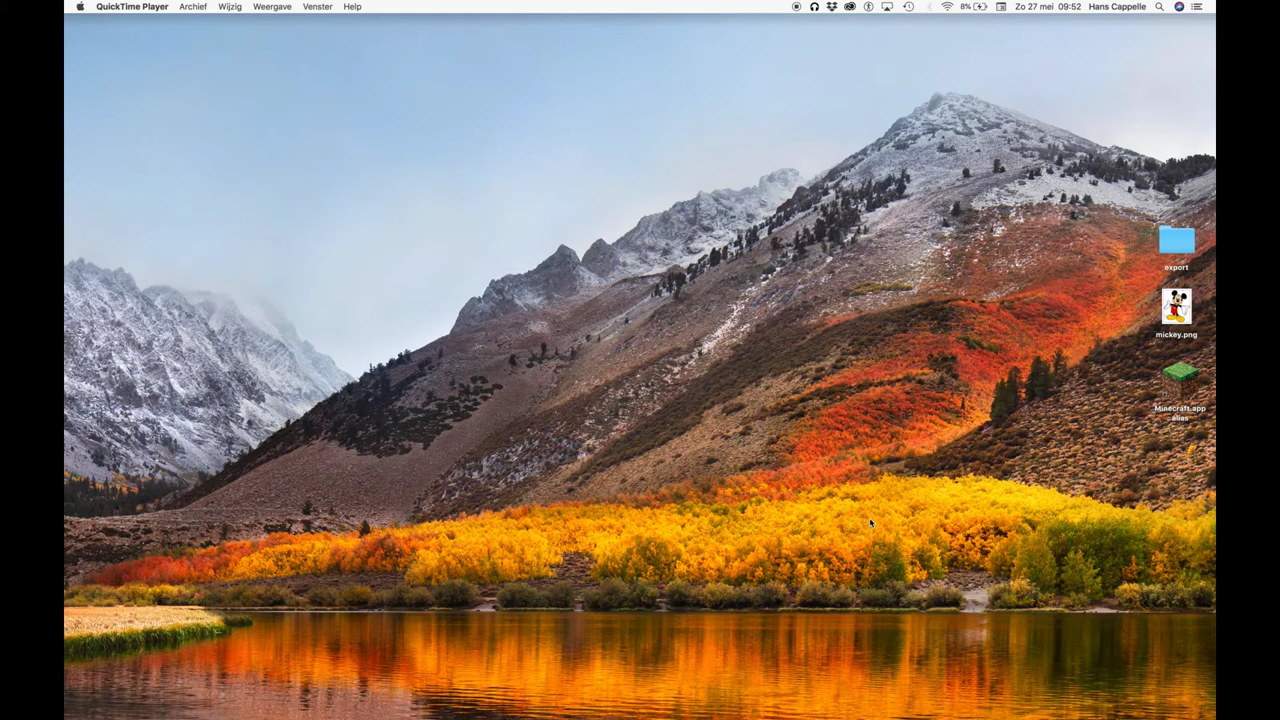 QuickTime Player Archief Wijzig Weergave Venster Help 8% Zo 27 mei 09:52 Hans Cappelle
export
mickey.png
Minecraft.app
alias